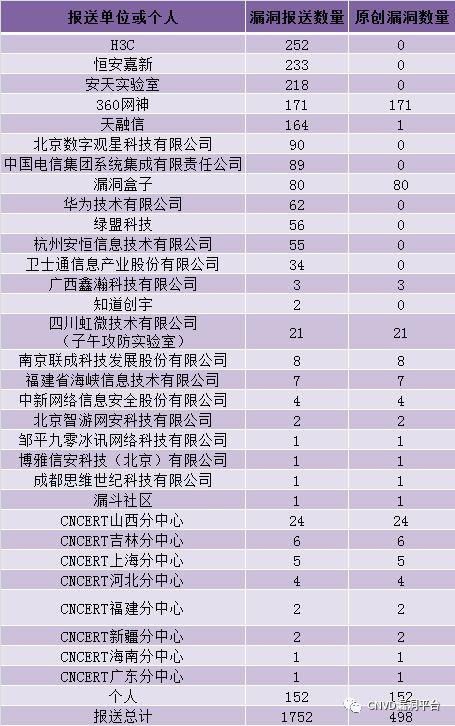 报送单位或个人 漏洞报送数量 原创漏洞数量
H3C 252 0
恒安嘉新 233 0
安天实验室 218 0
360网神 171 171
天融信 164 1
北京数字观星科技有限公司 90 0
中国电信集团系统集成有限责任公司 89 0
漏洞盒子 80 80
华为技术有限公司 62 0
绿盟科技 56 0
杭州安恒信息技术有限公司 55 0
卫士通信息产业股份有限公司 34 0
广西鑫瀚科技有限公司 3 3
知道创宇 2 0
四川虹微技术有限公司
（子午攻防实验室） 21 21
南京联成科技发展股份有限公司 8 8
福建省海峡信息技术有限公司 7 7
中新网络信息安全股份有限公司 4 4
北京智游网安科技有限公司 2 2
邹平九零冰讯网络科技有限公司 1 1
博雅信安科技（北京）有限公司 1 1
成都思维世纪科技有限公司 1 1
漏斗社区 1 1
CNCERT山西分中心 24 24
CNCERT吉林分中心 6 6
CNCERT上海分中心 5 5
CNCERT河北分中心 4 4
CNCERT福建分中心 2 2
CNCERT新疆分中心 2 2
CNCERT海南分中心 1 1
CNCERT广东分中心 1 1
个人 152 152
报送总计 1752 498
CNVD漏洞平台